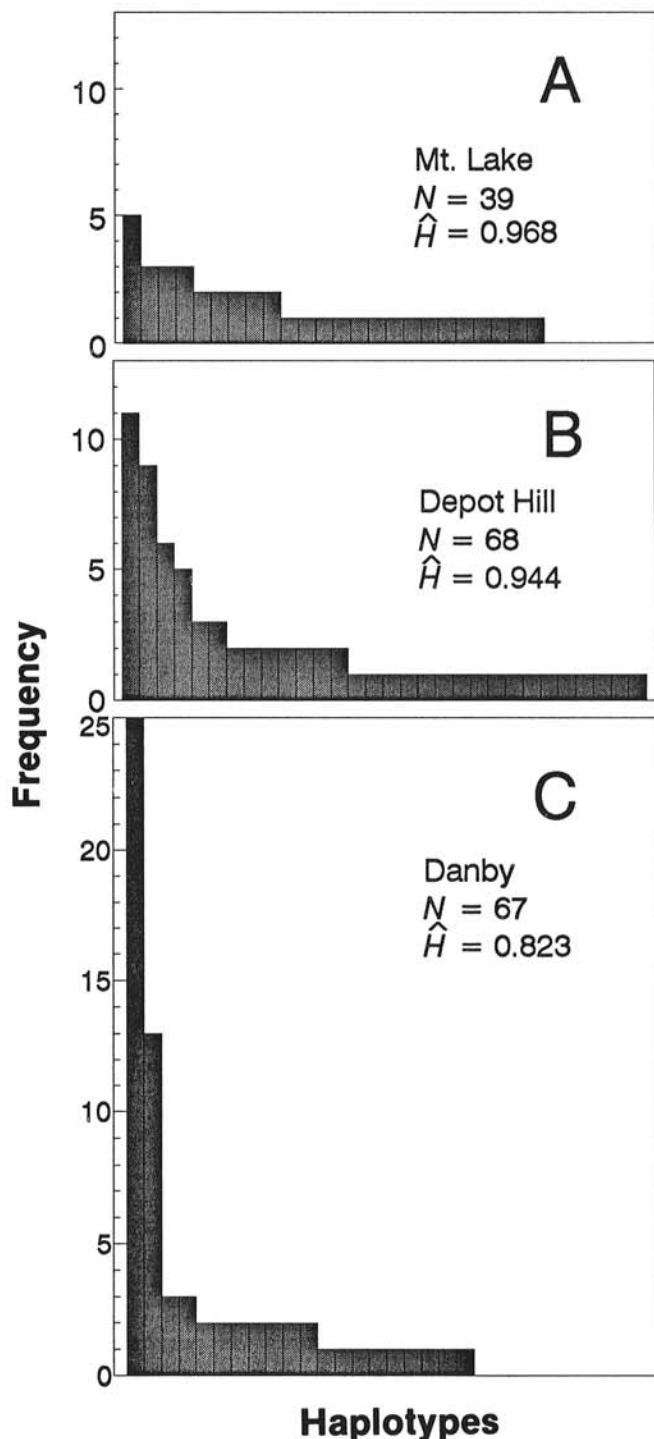 A
Mt. Lake
N = 39
Ĥ = 0.968
10
5
0
B
Depot Hill
N = 68
Ĥ = 0.944
10
5
0
C
Danby
N = 67
Ĥ = 0.823
25
20
15
10
5
0
Frequency
Haplotypes